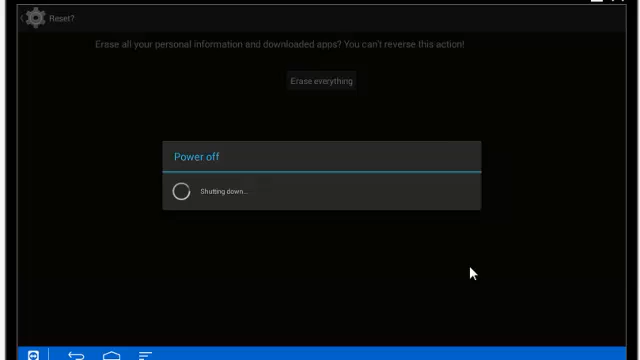 Reset?
Erase all your personal information and downloaded apps? You can't reverse this action!
Erase everything
Power off
Shutting down...